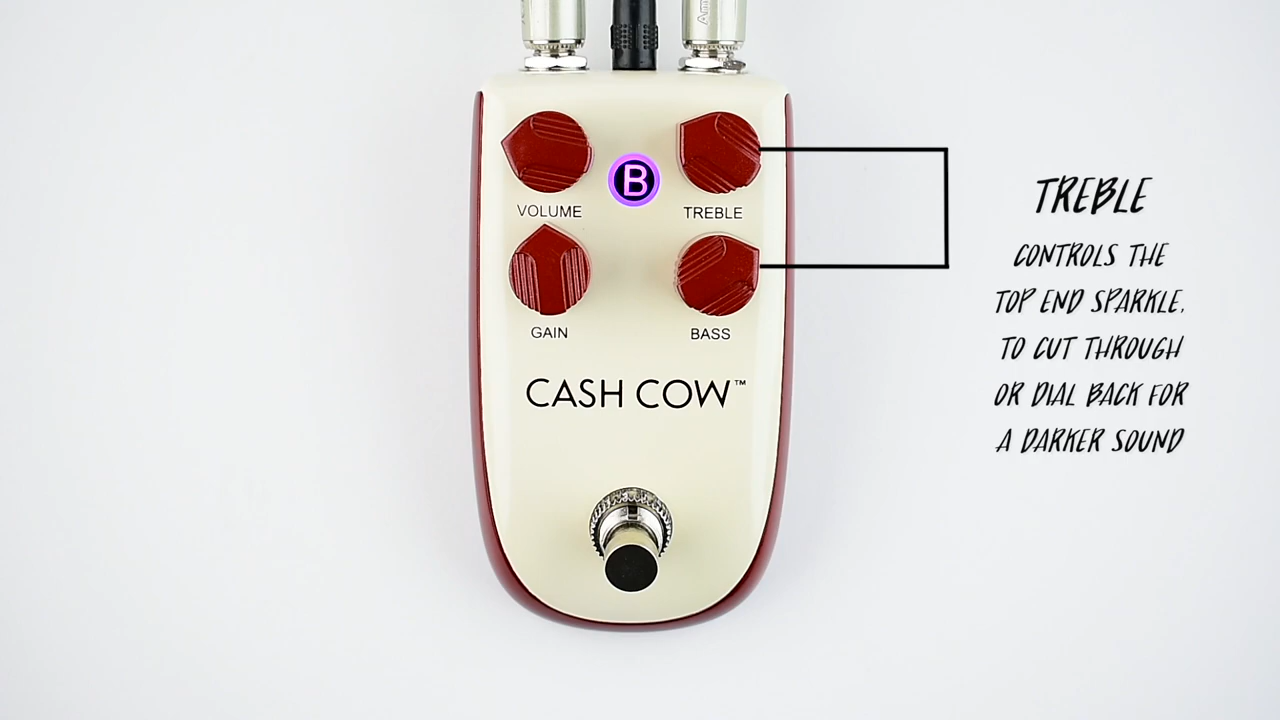 B
VOLUME
TREBLE
GAIN
BASS
CASH COW™
TREBLE
CONTROLS THE
TOP END SPARKLE,
TO CUT THROUGH
OR DIAL BACK FOR
A DARKER SOUND